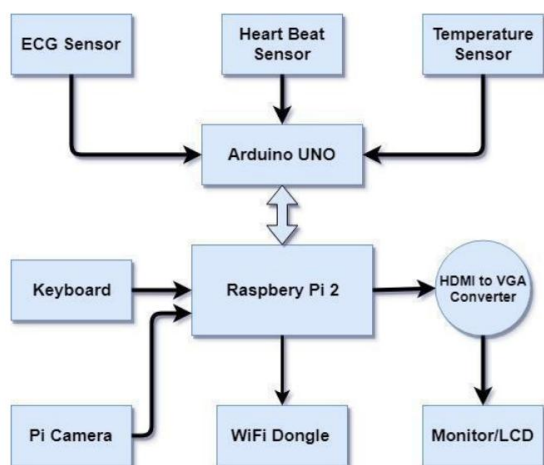 ECG Sensor
Heart Beat
Sensor
Temperature
Sensor
Arduino UNO
Keyboard
Raspbery Pi 2
HDMI to VGA
Converter
Pi Camera
WiFi Dongle
Monitor/LCD